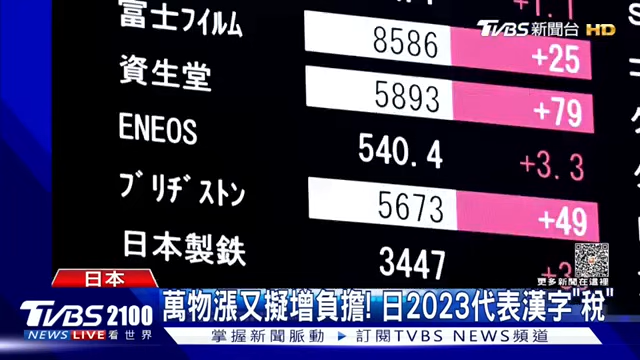 TVBS新聞台 HD
富士フイルム 8586 +25
資生堂 5893 +79
ENEOS 540.4 +3.3
ブリヂストン 5673 +49
日本製鉄 3447
更多新聞在這裡
日本
萬物漲又擬增負擔! 日2023代表漢字"稅"
TVBS 2100
NEWS LIVE 看世界
掌握新聞脈動 ▶ 訂閱TVBS NEWS頻道